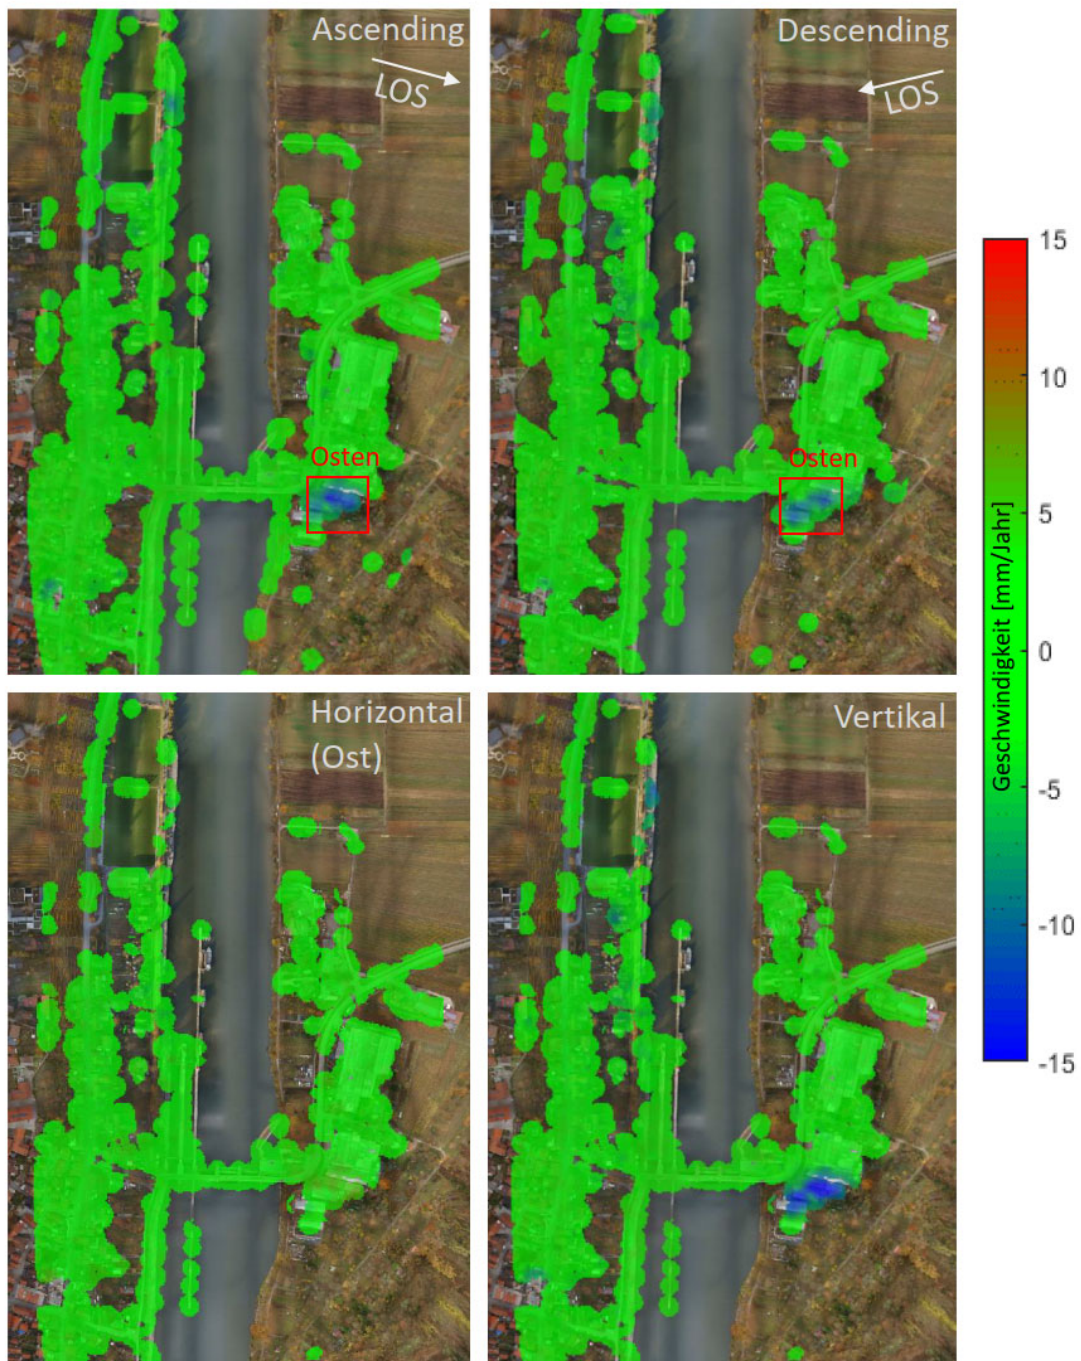 Ascending
LOS
Descending
LOS
Osten
Osten
Horizontal
(Ost)
Vertikal
Geschwindigkeit [mm/Jahr]
15
10
5
0
-5
-10
-15